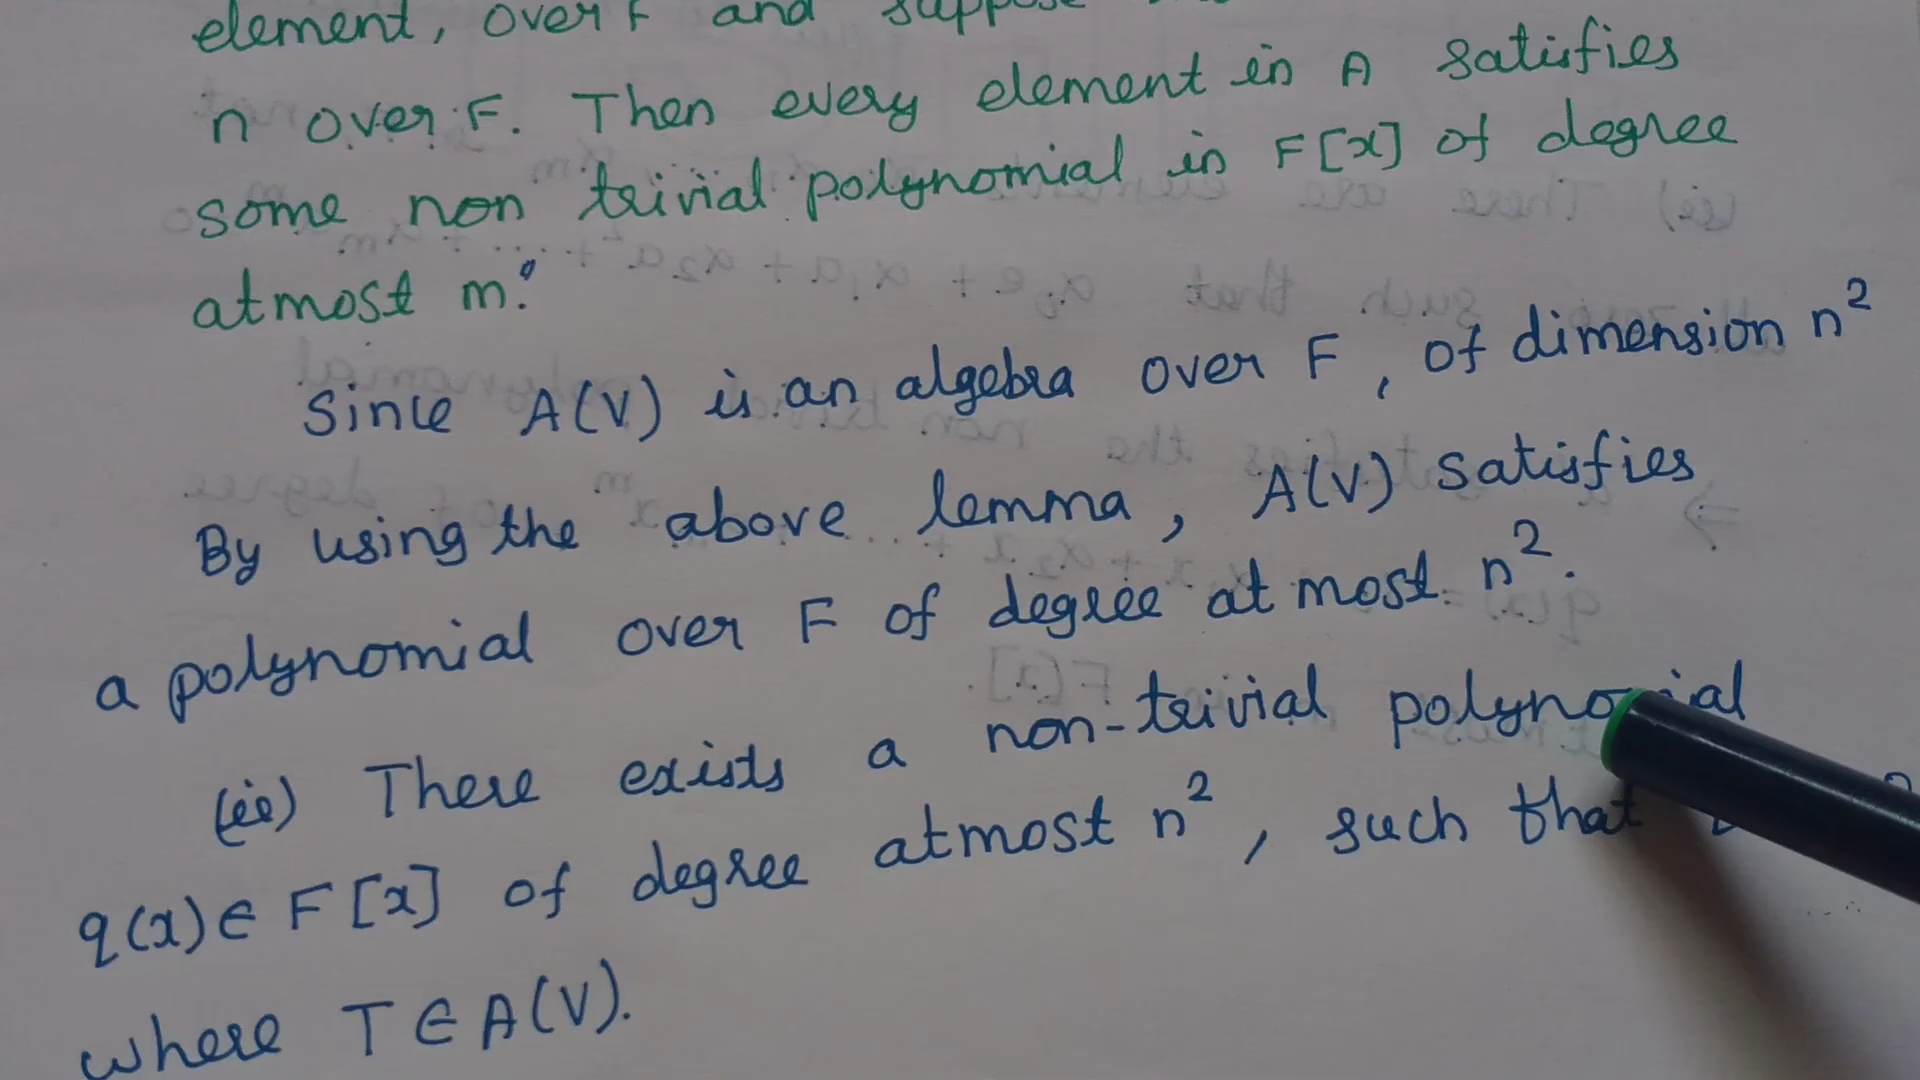 element, over F and suppose
n over F. Then every element in A satisfies
some non trivial polynomial in F[x] of degree
atmost m.
Since A(V) is an algebra over F, of dimension n²
By using the above lemma, A(V) satisfies
a polynomial over F of degree at most n².
(ii) There exists a non-trivial polynomial
q(x) ∈ F[x] of degree atmost n², such that
where T ∈ A(V).